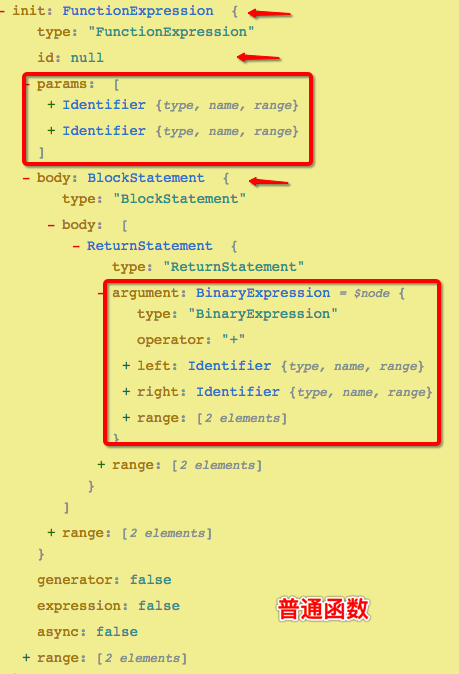 - init: FunctionExpression {
type: "FunctionExpression"
id: null
- params: [
+ Identifier {type, name, range}
+ Identifier {type, name, range}
]
- body: BlockStatement {
type: "BlockStatement"
- body: [
- ReturnStatement {
type: "ReturnStatement"
- argument: BinaryExpression = $node {
type: "BinaryExpression"
operator: "+"
+ left: Identifier {type, name, range}
+ right: Identifier {type, name, range}
+ range: [2 elements]
}
+ range: [2 elements]
}
]
+ range: [2 elements]
}
generator: false
expression: false
async: false
+ range: [2 elements]
普通函数